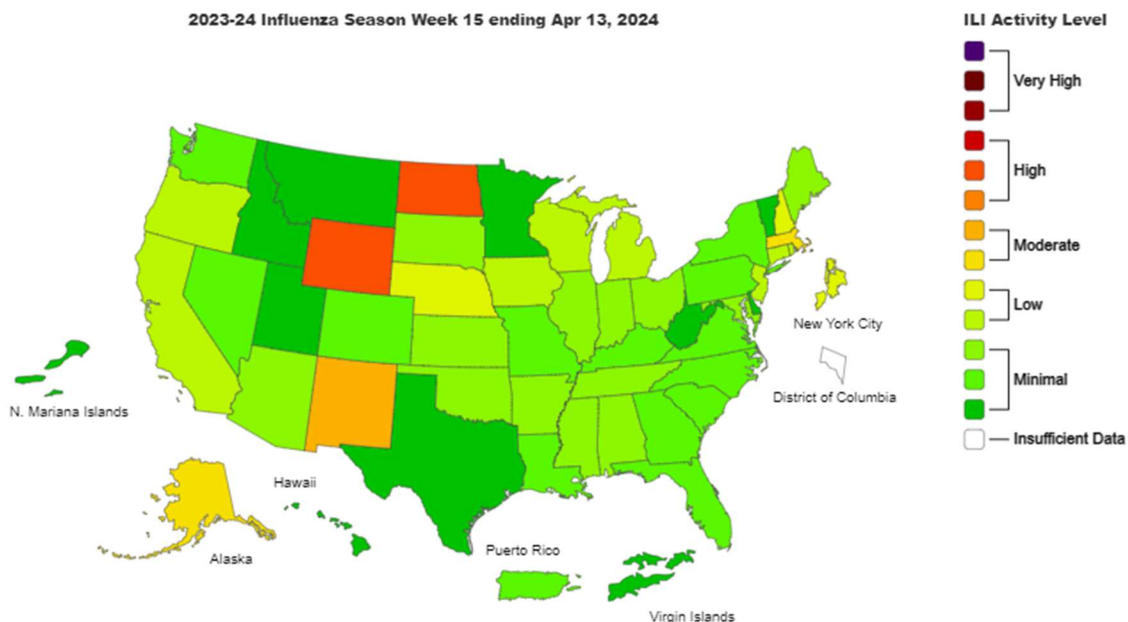 2023-24 Influenza Season Week 15 ending Apr 13, 2024
ILI Activity Level
Very High
High
Moderate
Low
Minimal
Insufficient Data
New York City
District of Columbia
N. Mariana Islands
Hawaii
Alaska
Puerto Rico
Virgin Islands